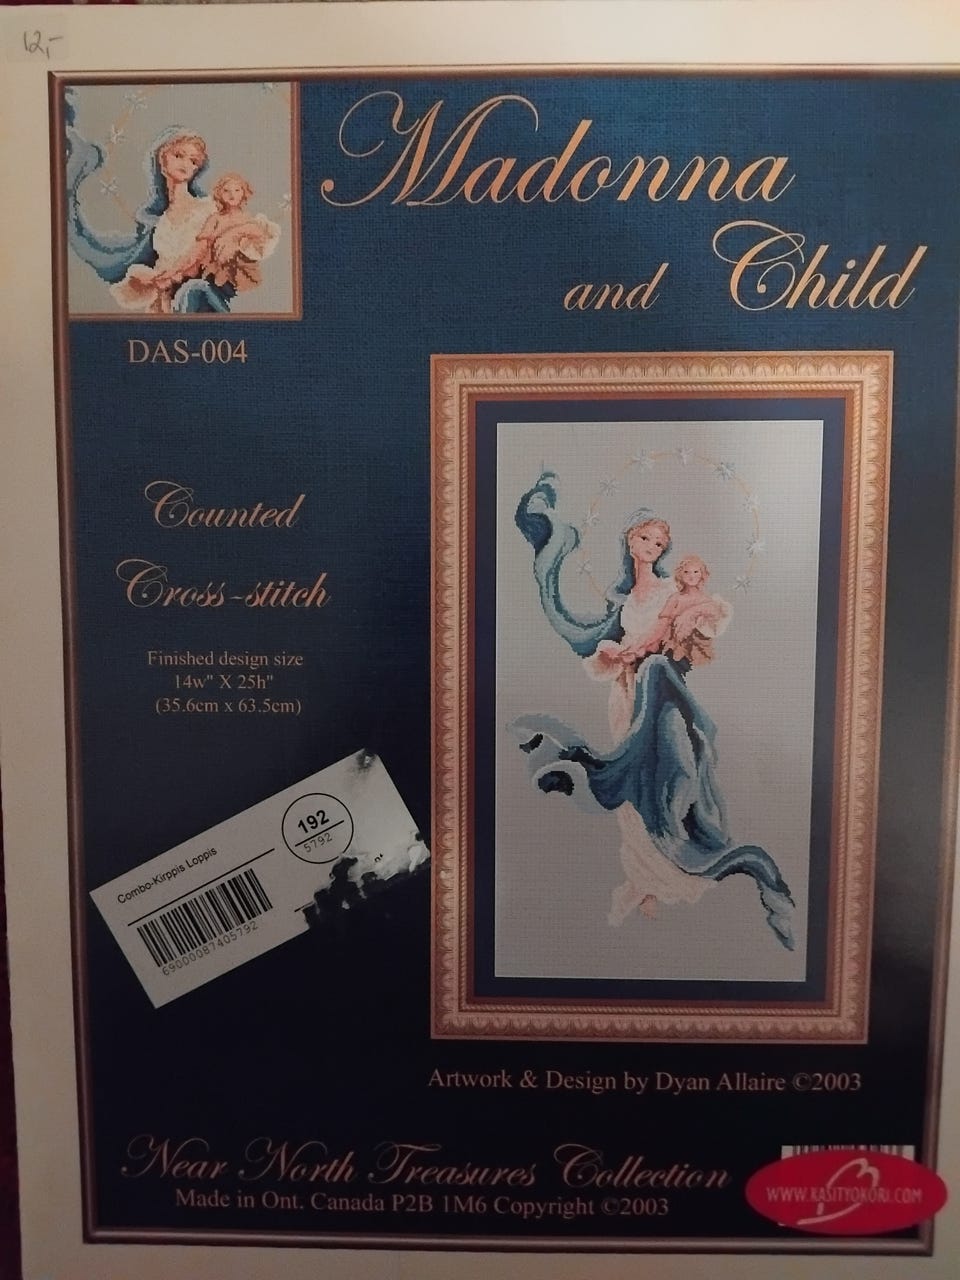 12,-
Madonna
and Child
DAS-004
Counted
Cross-stitch
Finished design size
14w" X 25h"
(35.6cm x 63.5cm)
192
5792
Combo-Kirppis Loppis
69000087405792
Artwork & Design by Dyan Allaire ©2003
Near North Treasures Collection
Made in Ont. Canada P2B 1M6 Copyright ©2003
WWW.KASITYOKORI.COM